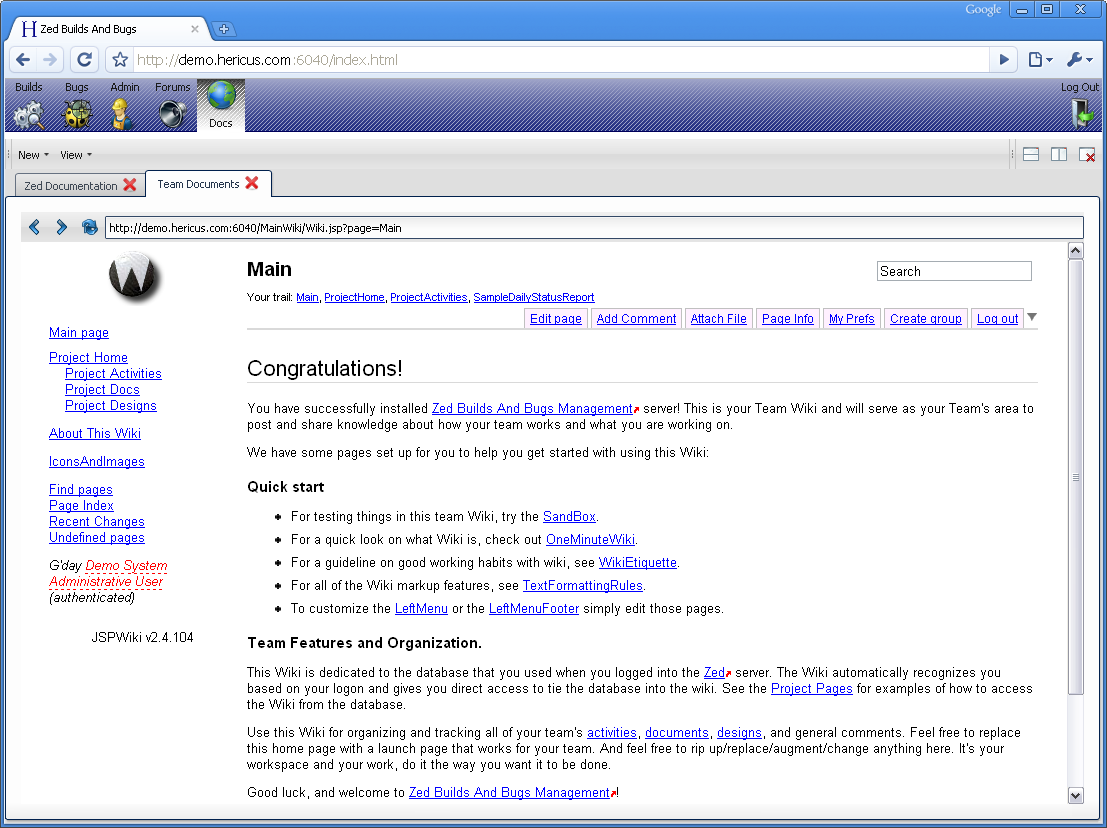 Google
Zed Builds And Bugs
http://demo.hericus.com:6040/index.html
Builds Bugs Admin Forums Docs Log Out
New View
Zed Documentation Team Documents
http://demo.hericus.com:6040/MainWiki/Wiki.jsp?page=Main
Main page
Project Home
Project Activities
Project Docs
Project Designs
About This Wiki
IconsAndImages
Find pages
Page Index
Recent Changes
Undefined pages
G'day Demo System
Administrative User
(authenticated)
JSPWiki v2.4.104
Main
Search
Your trail: Main, ProjectHome, ProjectActivities, SampleDailyStatusReport
Edit page Add Comment Attach File Page Info My Prefs Create group Log out
Congratulations!
You have successfully installed Zed Builds And Bugs Management server! This is your Team Wiki and will serve as your Team's area to
post and share knowledge about how your team works and what you are working on.
We have some pages set up for you to help you get started with using this Wiki:
Quick start
• For testing things in this team Wiki, try the SandBox.
• For a quick look on what Wiki is, check out OneMinuteWiki.
• For a guideline on good working habits with wiki, see WikiEtiquette.
• For all of the Wiki markup features, see TextFormattingRules.
• To customize the LeftMenu or the LeftMenuFooter simply edit those pages.
Team Features and Organization.
This Wiki is dedicated to the database that you used when you logged into the Zed server. The Wiki automatically recognizes you
based on your logon and gives you direct access to tie the database into the wiki. See the Project Pages for examples of how to access
the Wiki from the database.
Use this Wiki for organizing and tracking all of your team's activities, documents, designs, and general comments. Feel free to replace
this home page with a launch page that works for your team. And feel free to rip up/replace/augment/change anything here. It's your
workspace and your work, do it the way you want it to be done.
Good luck, and welcome to Zed Builds And Bugs Management!